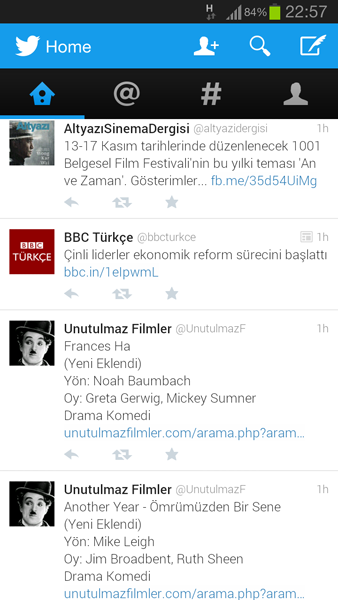 H 84% 22:57
Home
@ #
Altyazı
AltyazıSinemaDergisi @altyazidergisi 1h
13-17 Kasım tarihlerinde düzenlenecek 1001
Belgesel Film Festivali'nin bu yılki teması 'An
ve Zaman'. Gösterimler... fb.me/35d54UiMg
BBC
TÜRKÇE
BBC Türkçe @bbcturkce 1h
Çinli liderler ekonomik reform sürecini başlattı
bbc.in/1eIpwmL
Unutulmaz Filmler @UnutulmazF 1h
Frances Ha
(Yeni Eklendi)
Yön: Noah Baumbach
Oy: Greta Gerwig, Mickey Sumner
Drama Komedi
unutulmazfilmler.com/arama.php?aram...
Unutulmaz Filmler @UnutulmazF 1h
Another Year - Ömrümüzden Bir Sene
(Yeni Eklendi)
Yön: Mike Leigh
Oy: Jim Broadbent, Ruth Sheen
Drama Komedi
unutulmazfilmler.com/arama.php?aram...